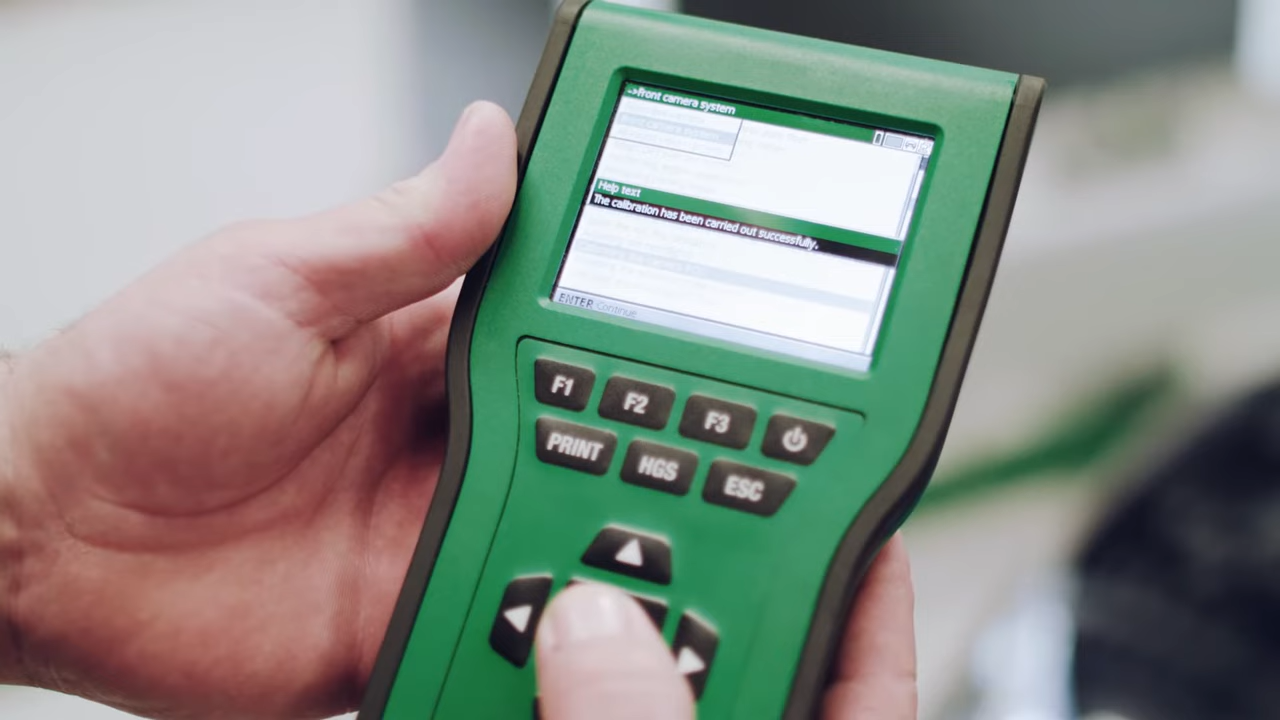 ->front camera system
Help text
The calibration has been carried out successfully.
ENTER Continue
F1 F2 F3
PRINT HGS ESC